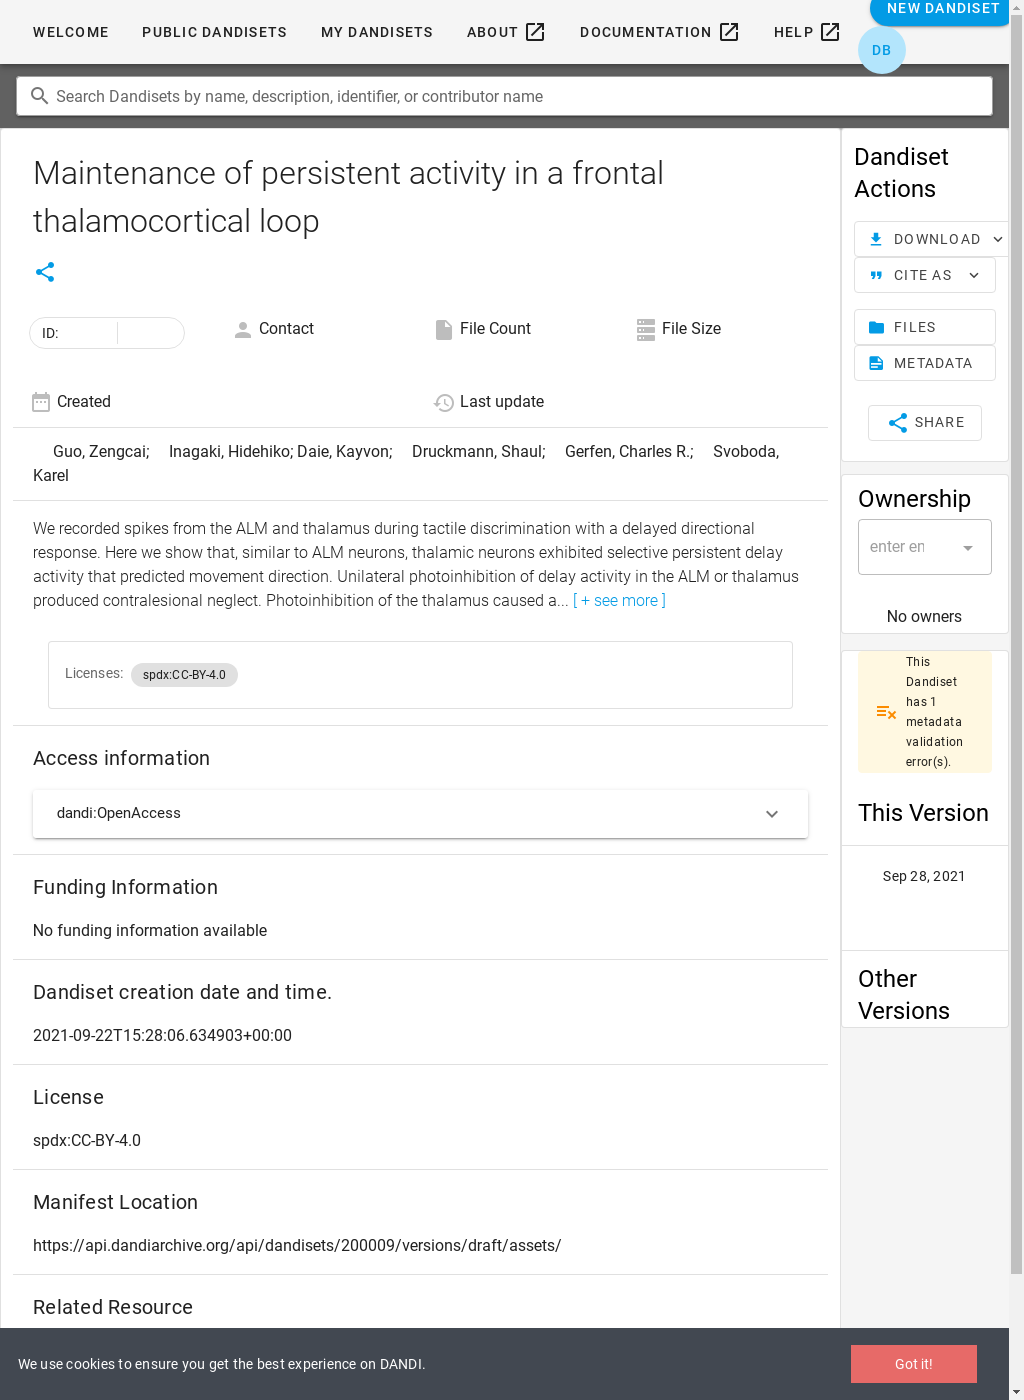 WELCOME
PUBLIC DANDISETS
MY DANDISETS
ABOUT
DOCUMENTATION
HELP
NEW DANDISET
DB
Search Dandisets by name, description, identifier, or contributor name
Maintenance of persistent activity in a frontal
thalamocortical loop
ID:
Contact
File Count
File Size
Created
Last update
Guo, Zengcai; Inagaki, Hidehiko; Daie, Kayvon; Druckmann, Shaul; Gerfen, Charles R.; Svoboda,
Karel
We recorded spikes from the ALM and thalamus during tactile discrimination with a delayed directional
response. Here we show that, similar to ALM neurons, thalamic neurons exhibited selective persistent delay
activity that predicted movement direction. Unilateral photoinhibition of delay activity in the ALM or thalamus
produced contralesional neglect. Photoinhibition of the thalamus caused a... [ + see more ]
Licenses: spdx:CC-BY-4.0
Access information
dandi:OpenAccess
Funding Information
No funding information available
Dandiset creation date and time.
2021-09-22T15:28:06.634903+00:00
License
spdx:CC-BY-4.0
Manifest Location
https://api.dandiarchive.org/api/dandisets/200009/versions/draft/assets/
Related Resource
Dandiset
Actions
DOWNLOAD
CITE AS
FILES
METADATA
SHARE
Ownership
enter en
No owners
This
Dandiset
has 1
metadata
validation
error(s).
This Version
Sep 28, 2021
Other
Versions
We use cookies to ensure you get the best experience on DANDI.
Got it!